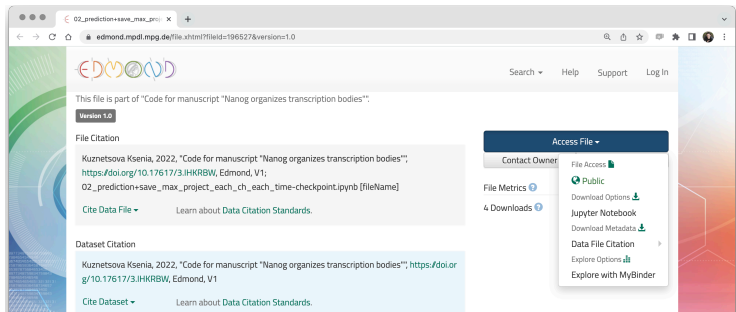 02_prediction+save_max_proje
edmond.mpdl.mpg.de/file.xhtml?fileId=196527&version=1.0
EDMOND
Search
Help
Support
Log In
This file is part of "Code for manuscript "Nanog organizes transcription bodies"".
Version 1.0
File Citation
Kuznetsova Ksenia, 2022, "Code for manuscript "Nanog organizes transcription bodies"",
https://doi.org/10.17617/3.IHKRBW, Edmond, V1;
02_prediction+save_max_project_each_ch_each_time-checkpoint.ipynb [fileName]
Cite Data File
Learn about Data Citation Standards.
Dataset Citation
Kuznetsova Ksenia, 2022, "Code for manuscript "Nanog organizes transcription bodies"", https://doi.or
g/10.17617/3.IHKRBW, Edmond, V1
Cite Dataset
Learn about Data Citation Standards.
Access File
Contact Owner
File Metrics
4 Downloads
File Access
Public
Download Options
Jupyter Notebook
Download Metadata
Data File Citation
Explore Options
Explore with MyBinder